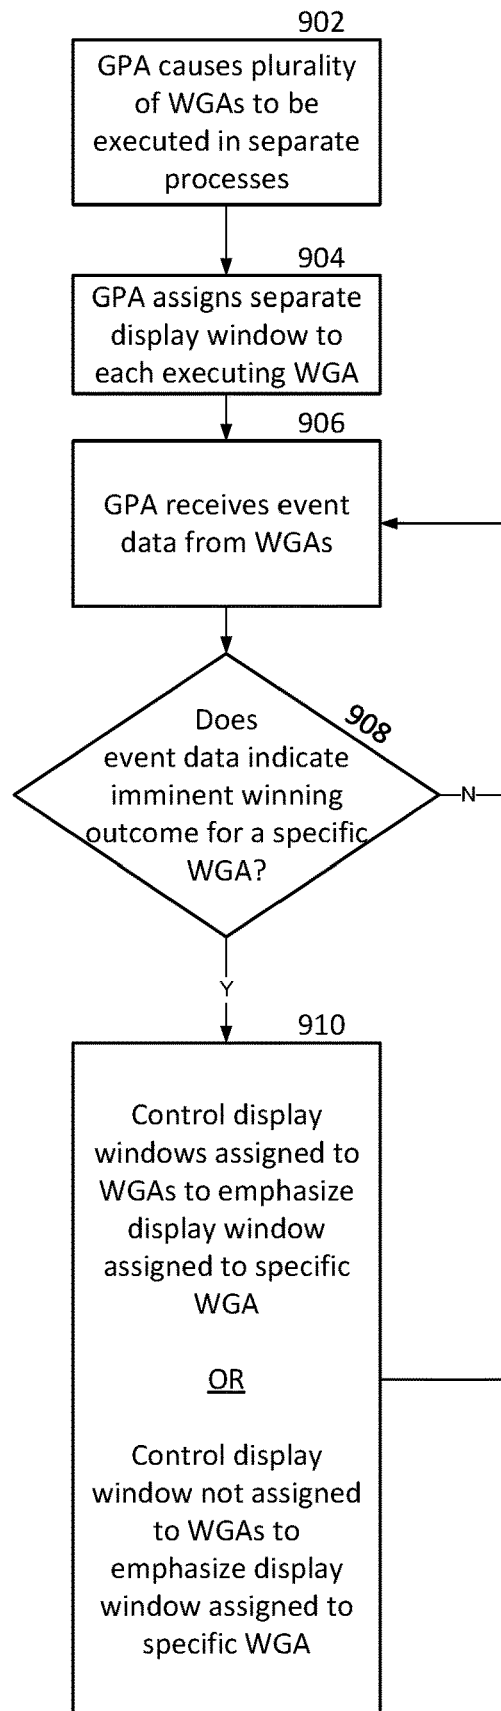 902
GPA causes plurality
of WGAs to be
executed in separate
processes
904
GPA assigns separate
display window to
each executing WGA
906
GPA receives event
data from WGAs
908
Does
event data indicate
imminent winning
outcome for a specific
WGA?
N
Y
910
Control display
windows assigned to
WGAs to emphasize
display window
assigned to specific
WGA
OR
Control display
window not assigned
to WGAs to
emphasize display
window assigned to
specific WGA